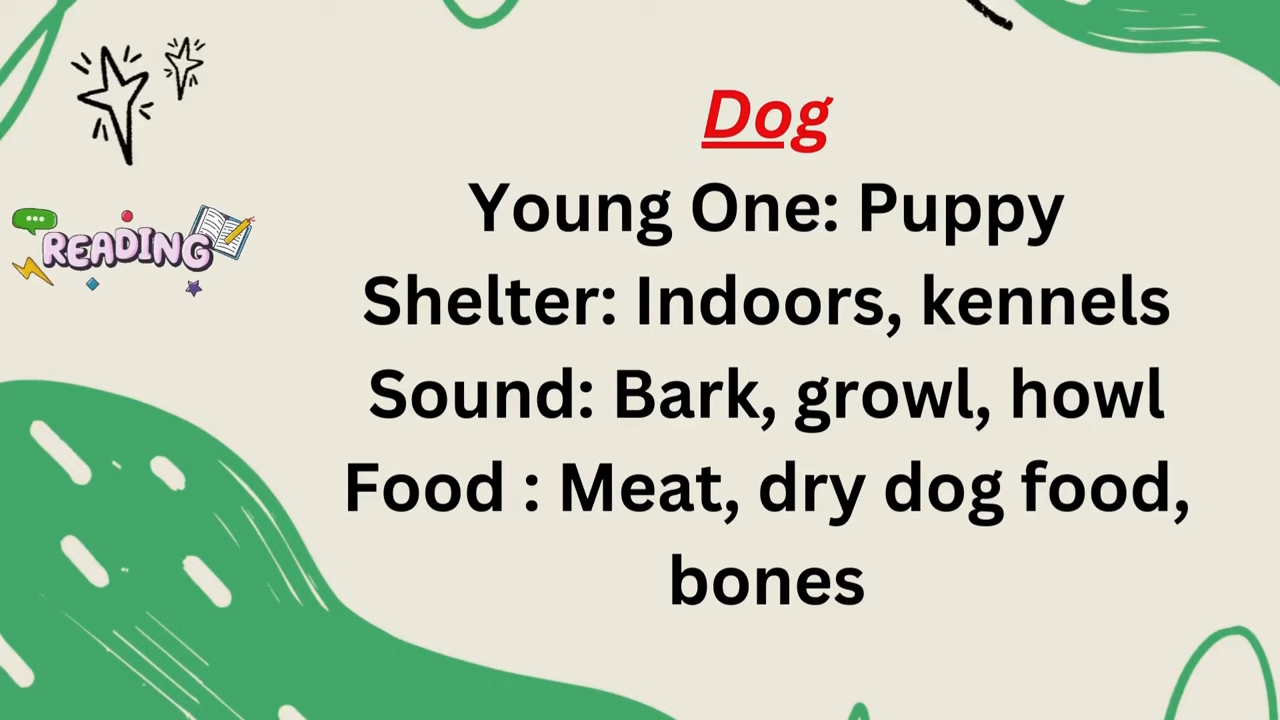 Dog
Young One: Puppy
READING
Shelter: Indoors, kennels
Sound: Bark, growl, howl
Food : Meat, dry dog food,
bones